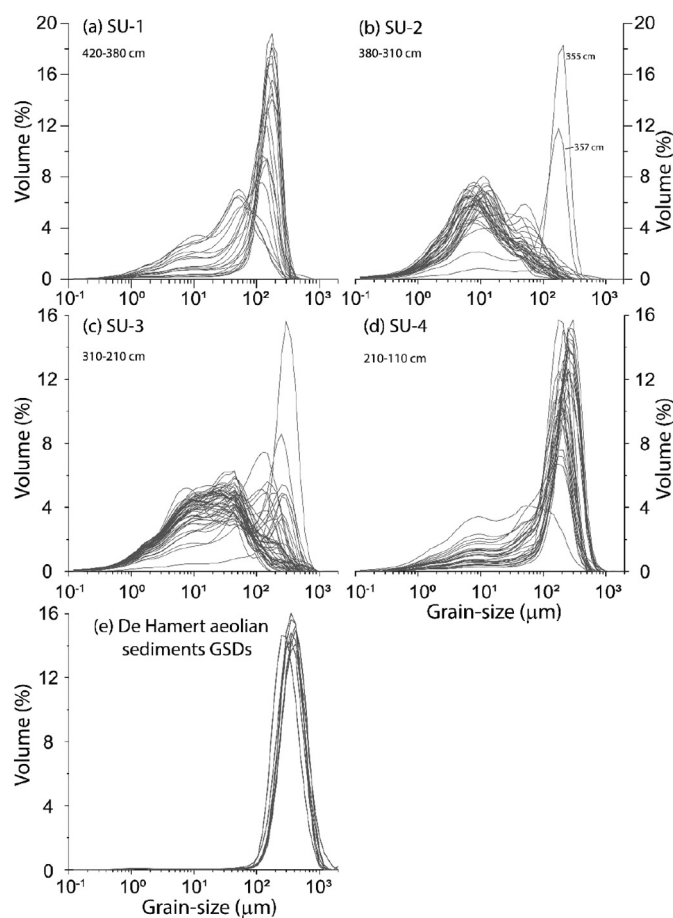 (a) SU-1
420-380 cm
20
16
12
8
4
0
Volume (%)
10⁻¹ 10⁰ 10¹ 10² 10³
(b) SU-2
380-310 cm
355 cm
357 cm
20
16
12
8
4
0
Volume (%)
10⁻¹ 10⁰ 10¹ 10² 10³
(c) SU-3
310-210 cm
16
12
8
4
0
Volume (%)
10⁻¹ 10⁰ 10¹ 10² 10³
(d) SU-4
210-110 cm
16
12
8
4
0
Volume (%)
10⁻¹ 10⁰ 10¹ 10² 10³
Grain-size (μm)
(e) De Hamert aeolian
sediments GSDs
16
12
8
4
0
Volume (%)
10⁻¹ 10⁰ 10¹ 10² 10³
Grain-size (μm)